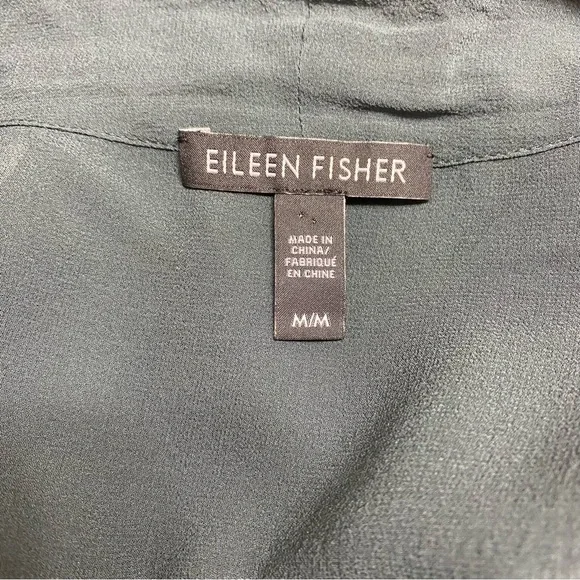 EILEEN FISHER
MADE IN
CHINA/
FABRIQUÉ
EN CHINE
M/M